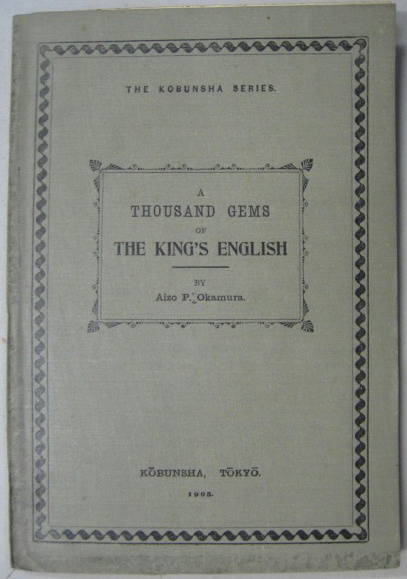 THE KOBUNSHA SERIES.
A
THOUSAND GEMS
OF
THE KING'S ENGLISH
BY
Aizo P. Okamura.
KŌBUNSHA, TŌKYŌ.